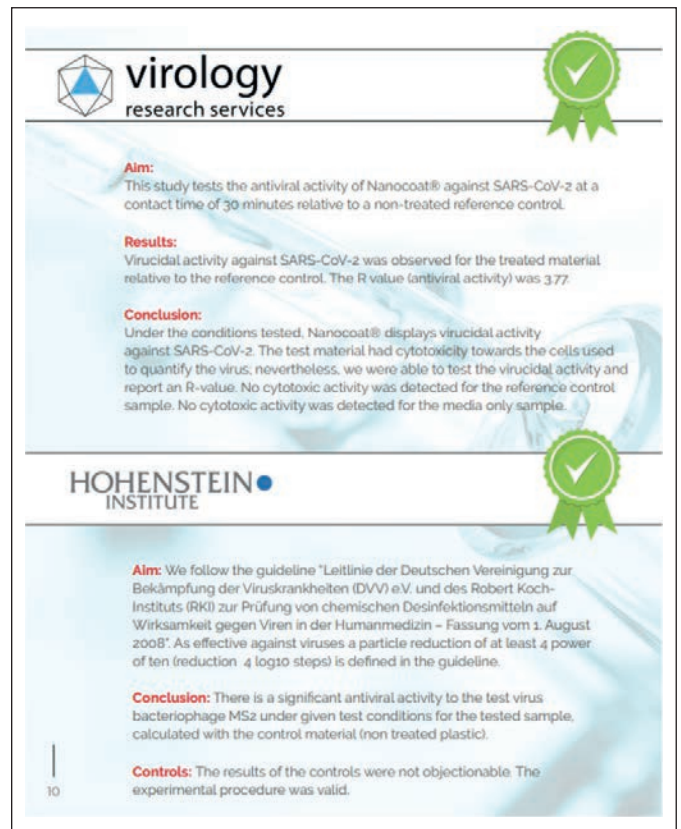 virology
research services
Aim:
This study tests the antiviral activity of Nanocoat® against SARS-CoV-2 at a
contact time of 30 minutes relative to a non-treated reference control.
Results:
Virucidal activity against SARS-CoV-2 was observed for the treated material
relative to the reference control. The R value (antiviral activity) was 3.77.
Conclusion:
Under the conditions tested, Nanocoat® displays virucidal activity
against SARS-CoV-2. The test material had cytotoxicity towards the cells used
to quantify the virus; nevertheless, we were able to test the virucidal activity and
report an R-value. No cytotoxic activity was detected for the reference control
sample. No cytotoxic activity was detected for the media only sample.
HOHENSTEIN
INSTITUTE
Aim: We follow the guideline "Leitlinie der Deutschen Vereinigung zur
Bekämpfung der Viruskrankheiten (DVV) e.V. und des Robert Koch-
Instituts (RKI) zur Prüfung von chemischen Desinfektionsmitteln auf
Wirksamkeit gegen Viren in der Humanmedizin – Fassung vom 1. August
2008". As effective against viruses a particle reduction of at least 4 power
of ten (reduction 4 log10 steps) is defined in the guideline.
Conclusion: There is a significant antiviral activity to the test virus
bacteriophage MS2 under given test conditions for the tested sample,
calculated with the control material (non treated plastic).
Controls: The results of the controls were not objectionable. The
experimental procedure was valid.
10